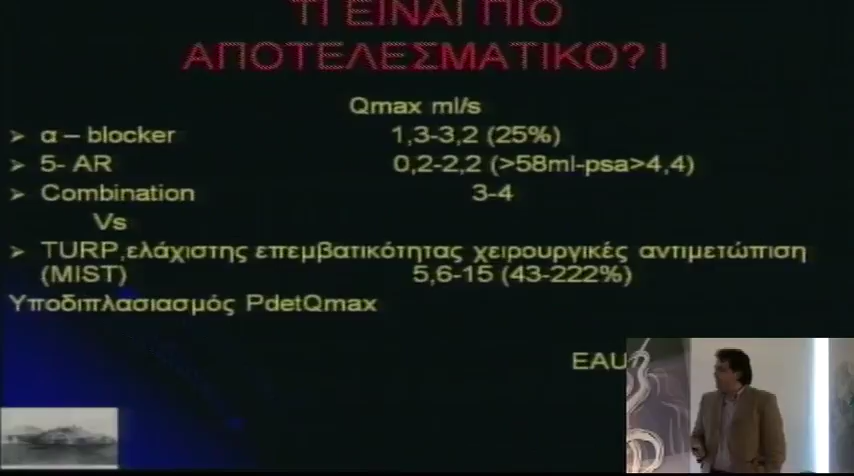 ΤΙ ΕΙΝΑΙ ΠΙΟ
ΑΠΟΤΕΛΕΣΜΑΤΙΚΟ? Ι
Qmax ml/s
➢ α – blocker 1,3-3,2 (25%)
➢ 5- AR 0,2-2,2 (>58ml-psa>4,4)
➢ Combination 3-4
Vs
➢ TURP,ελάχιστης επεμβατικότητας χειρουργικές αντιμετώπιση
(MIST) 5,6-15 (43-222%)
Υποδιπλασιασμός PdetQmax
EAU